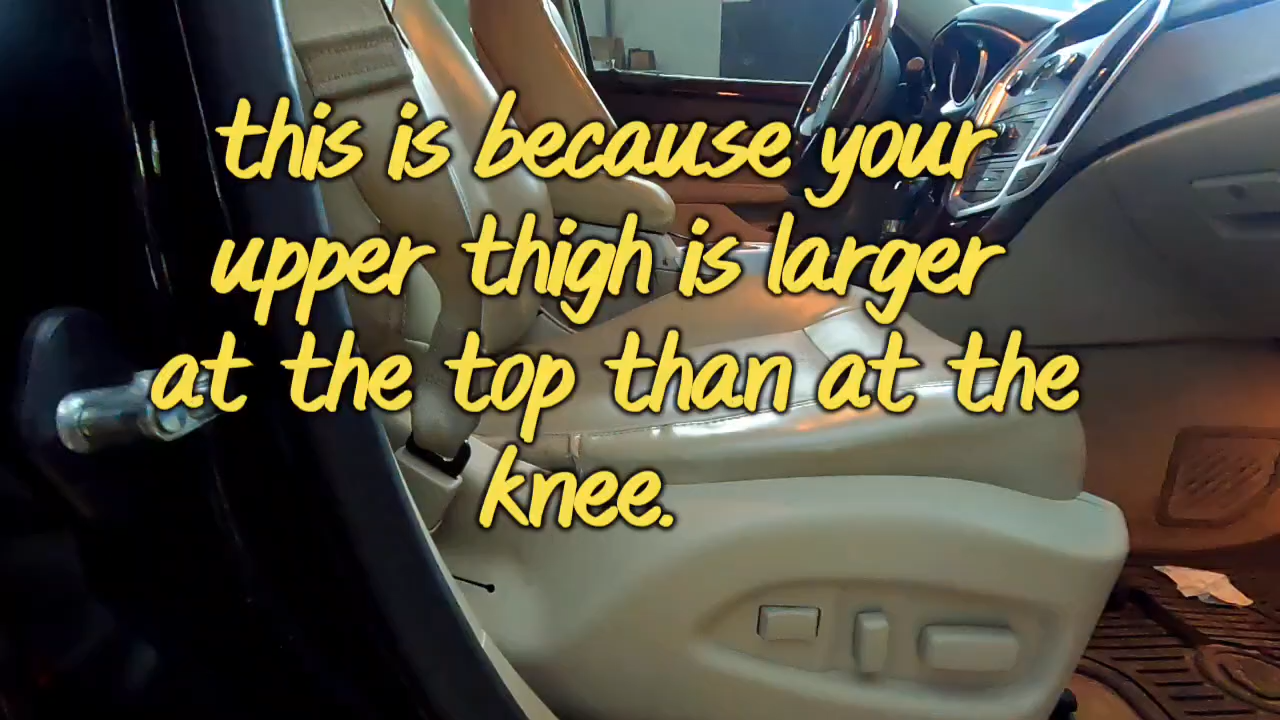 this is because your
upper thigh is larger
at the top than at the
knee.